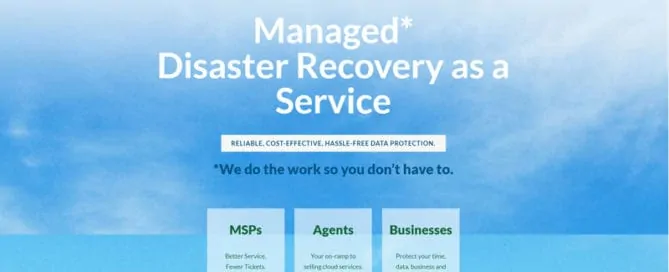 Managed*
Disaster Recovery as a
Service
RELIABLE, COST-EFFECTIVE, HASSLE-FREE DATA PROTECTION.
*We do the work so you don't have to.
MSPs
Agents
Businesses
Better Service,
Fewer Tickets.
Your on-ramp to
selling cloud services.
Protect your time,
data, business and